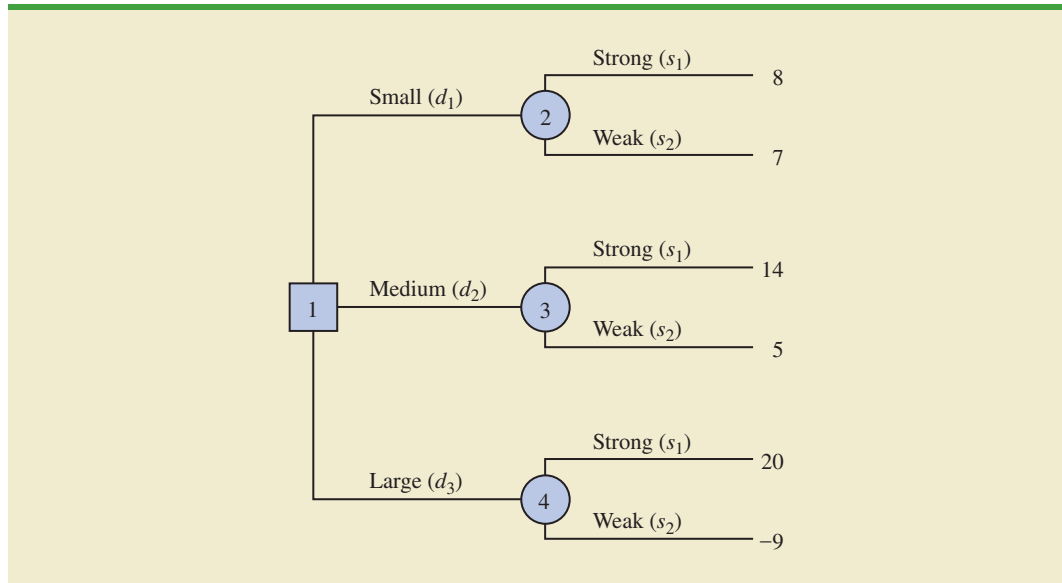 Strong (s₁)
8
Small (d₁)
2
Weak (s₂)
7
Strong (s₁)
14
Medium (d₂)
1
3
Weak (s₂)
5
Strong (s₁)
20
Large (d₃)
4
Weak (s₂)
−9